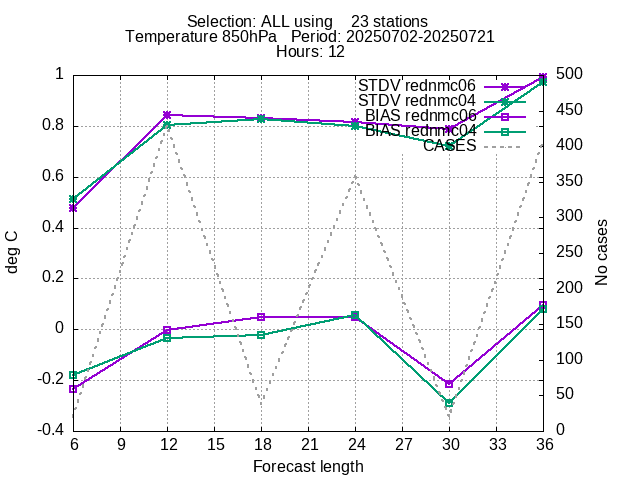 Selection: ALL using    23 stations
Temperature 850hPa   Period: 20250702-20250721
Hours: 12
STDV rednmc06
STDV rednmc04
BIAS rednmc06
BIAS rednmc04
CASES
1
0.8
0.6
0.4
0.2
0
-0.2
-0.4
deg C
500
450
400
350
300
250
200
150
100
50
0
No cases
6 9 12 15 18 21 24 27 30 33 36
Forecast length